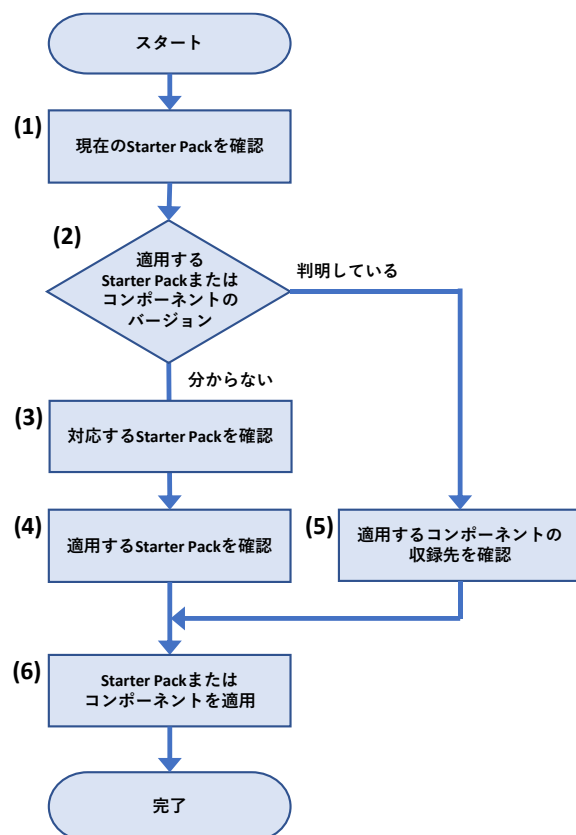 スタート
(1)
現在のStarter Packを確認
(2)
適用する
Starter Packまたは
コンポーネントの
バージョン
判明している
分からない
(3)
対応するStarter Packを確認
(4)
適用するStarter Packを確認
(5)
適用するコンポーネントの
収録先を確認
(6)
Starter Packまたは
コンポーネントを適用
完了